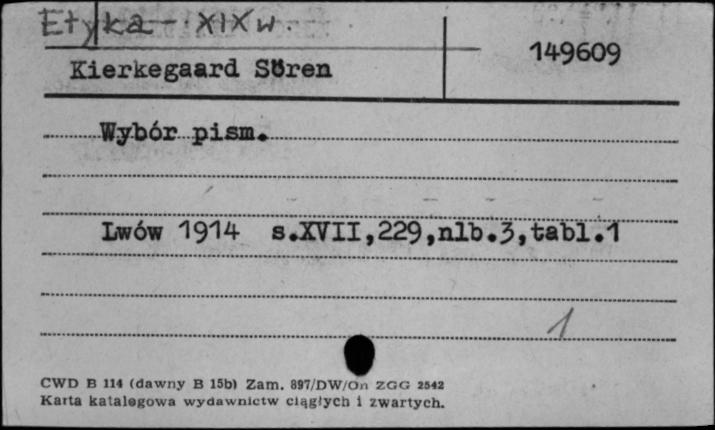 Etyka - XIX w.
149609
Kierkegaard Sören
Wybór pism.
Lwów 1914 s.XVII,229,nlb.3,tabl.1
1
CWD B 114 (dawny B 15b) Zam. 897/DW/On ZGG 2542
Karta katalogowa wydawnictw ciągłych i zwartych.